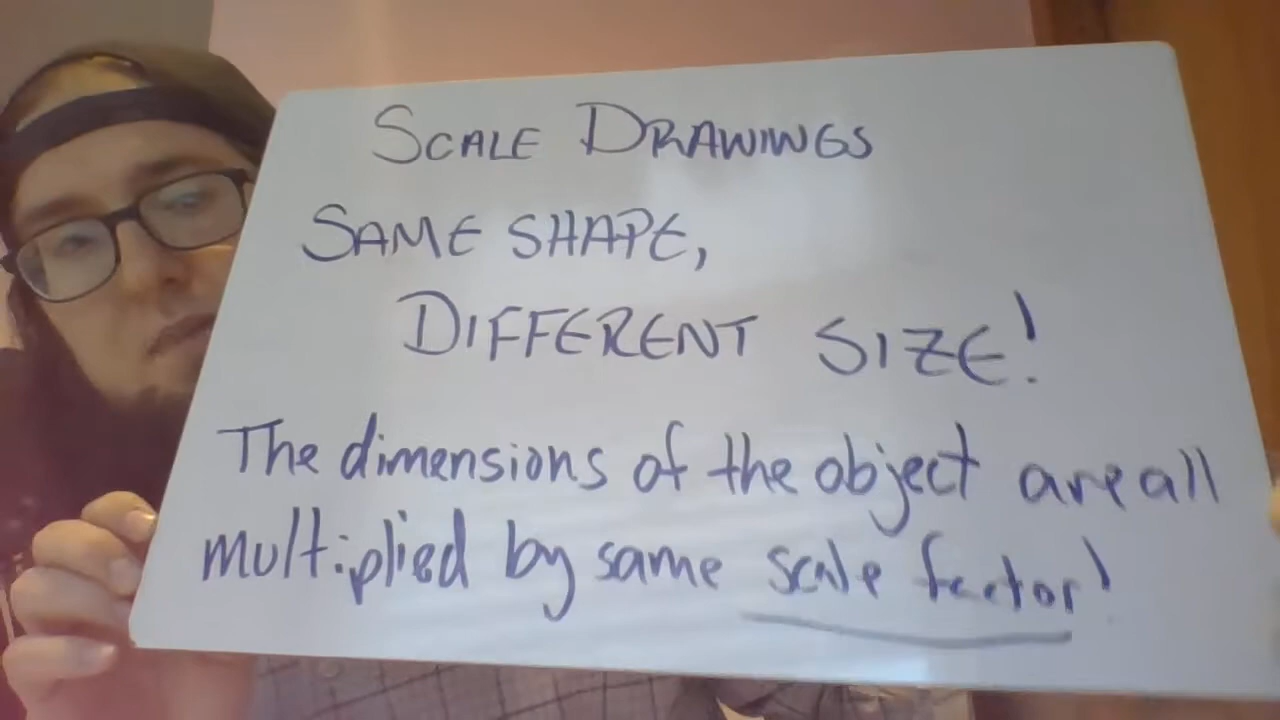 SCALE DRAWINGS
SAME SHAPE,
DIFFERENT SIZE!
The dimensions of the object are all
multiplied by same scale factor!